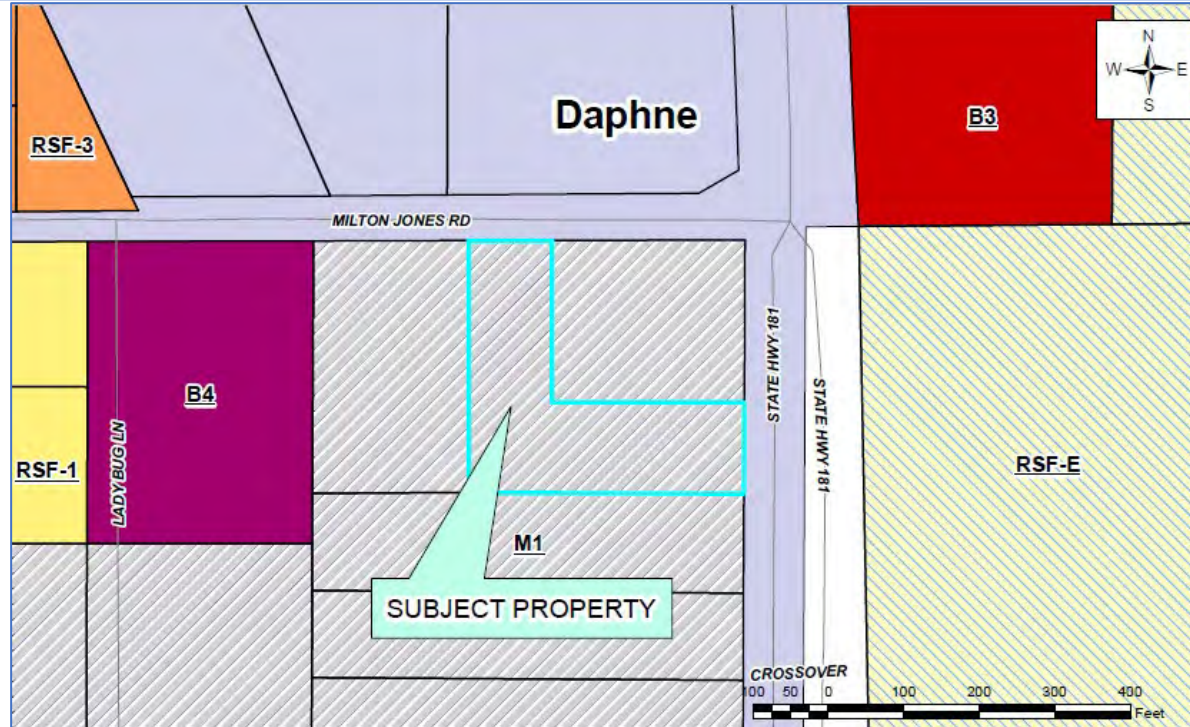 N
W E
S
Daphne
B3
RSF-3
MILTON JONES RD
STATE HWY 181
STATE HWY 181
B4
LADY BUG LN
RSF-1
RSF-E
M1
SUBJECT PROPERTY
CROSSOVER
100 50 0 100 200 300 400
Feet